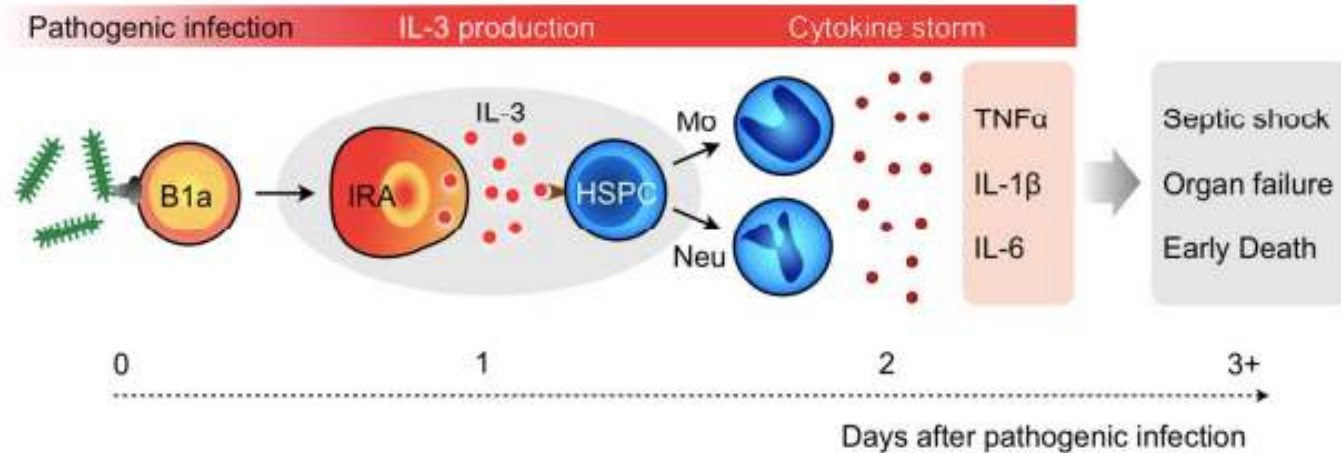 Pathogenic infection IL-3 production Cytokine storm
IL-3
Mo
TNFα Septic shock
B1a IRA HSPC IL-1β Organ failure
Neu IL-6 Early Death
0 1 2 3+
Days after pathogenic infection